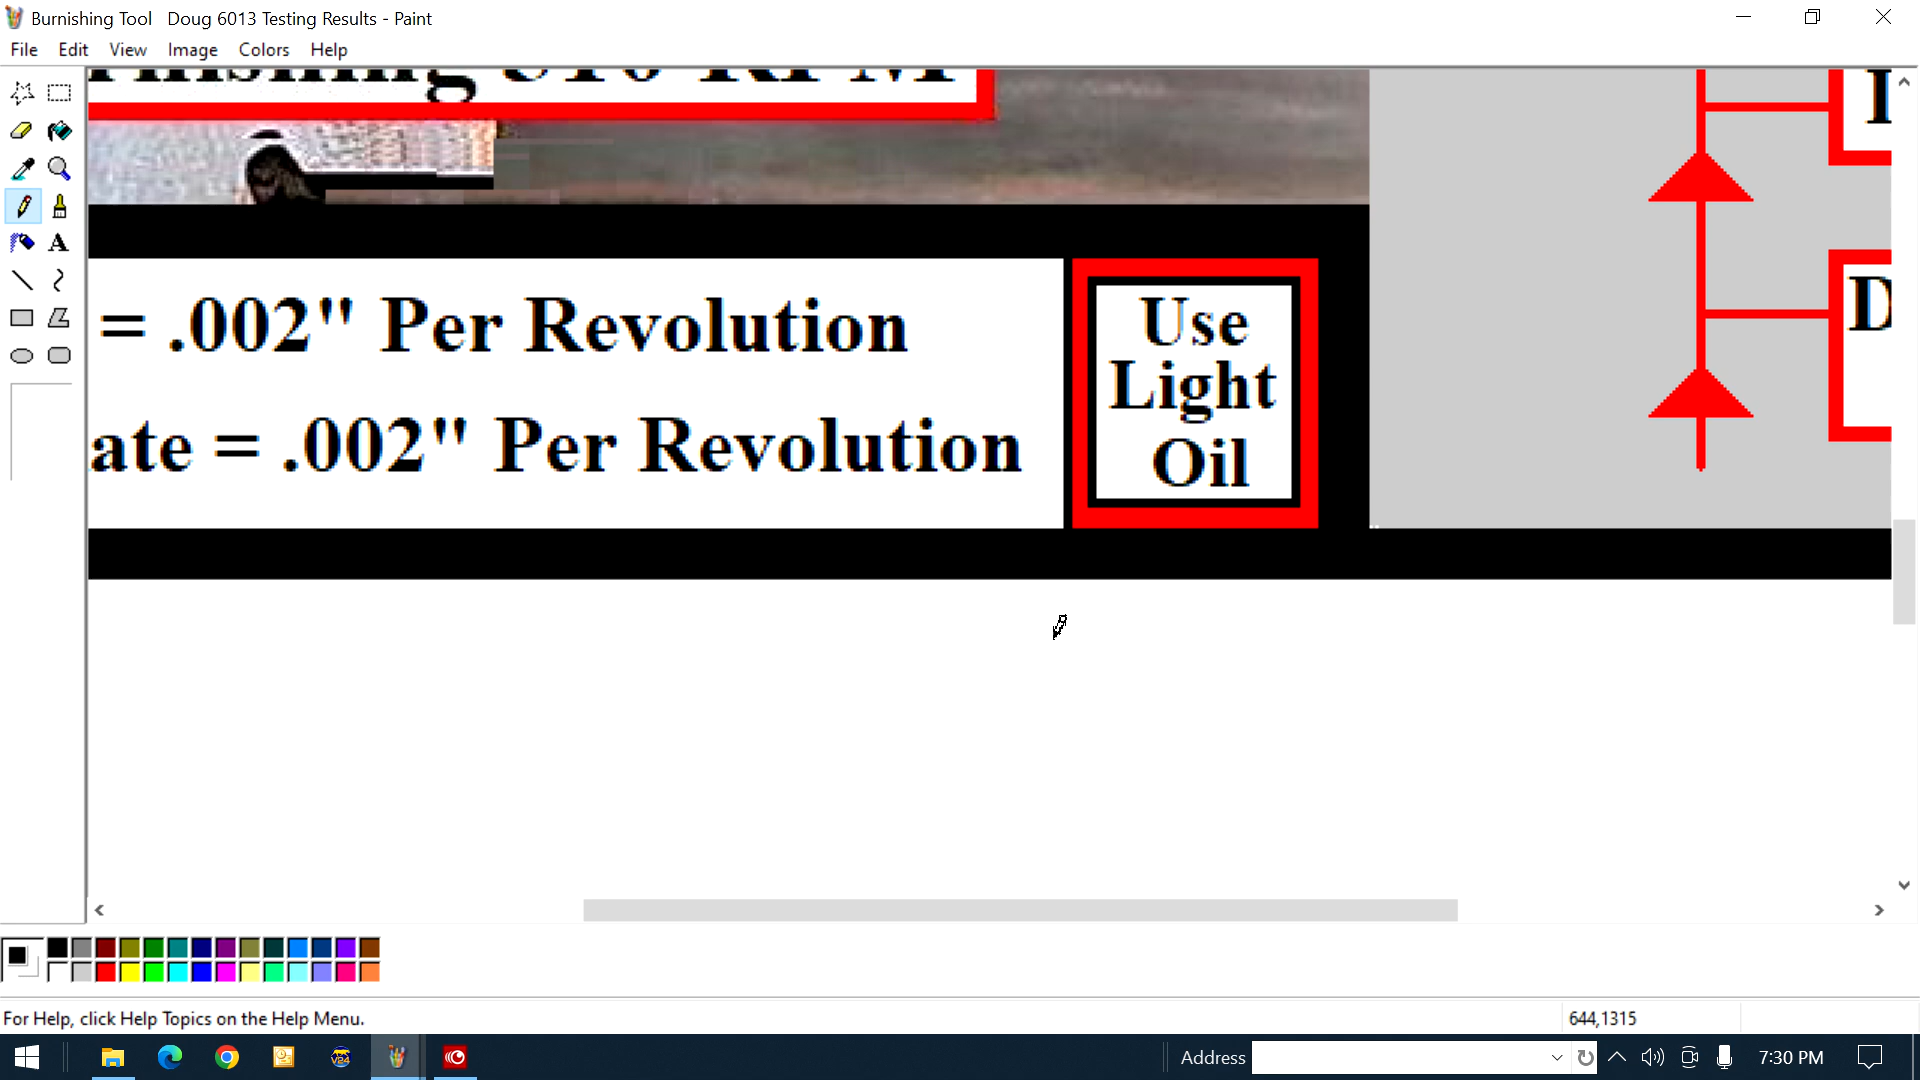 Burnishing Tool Doug 6013 Testing Results - Paint
File Edit View Image Colors Help
= .002" Per Revolution
ate = .002" Per Revolution
Use
Light
Oil
D
For Help, click Help Topics on the Help Menu.
644,1315
V24
Address
7:30 PM